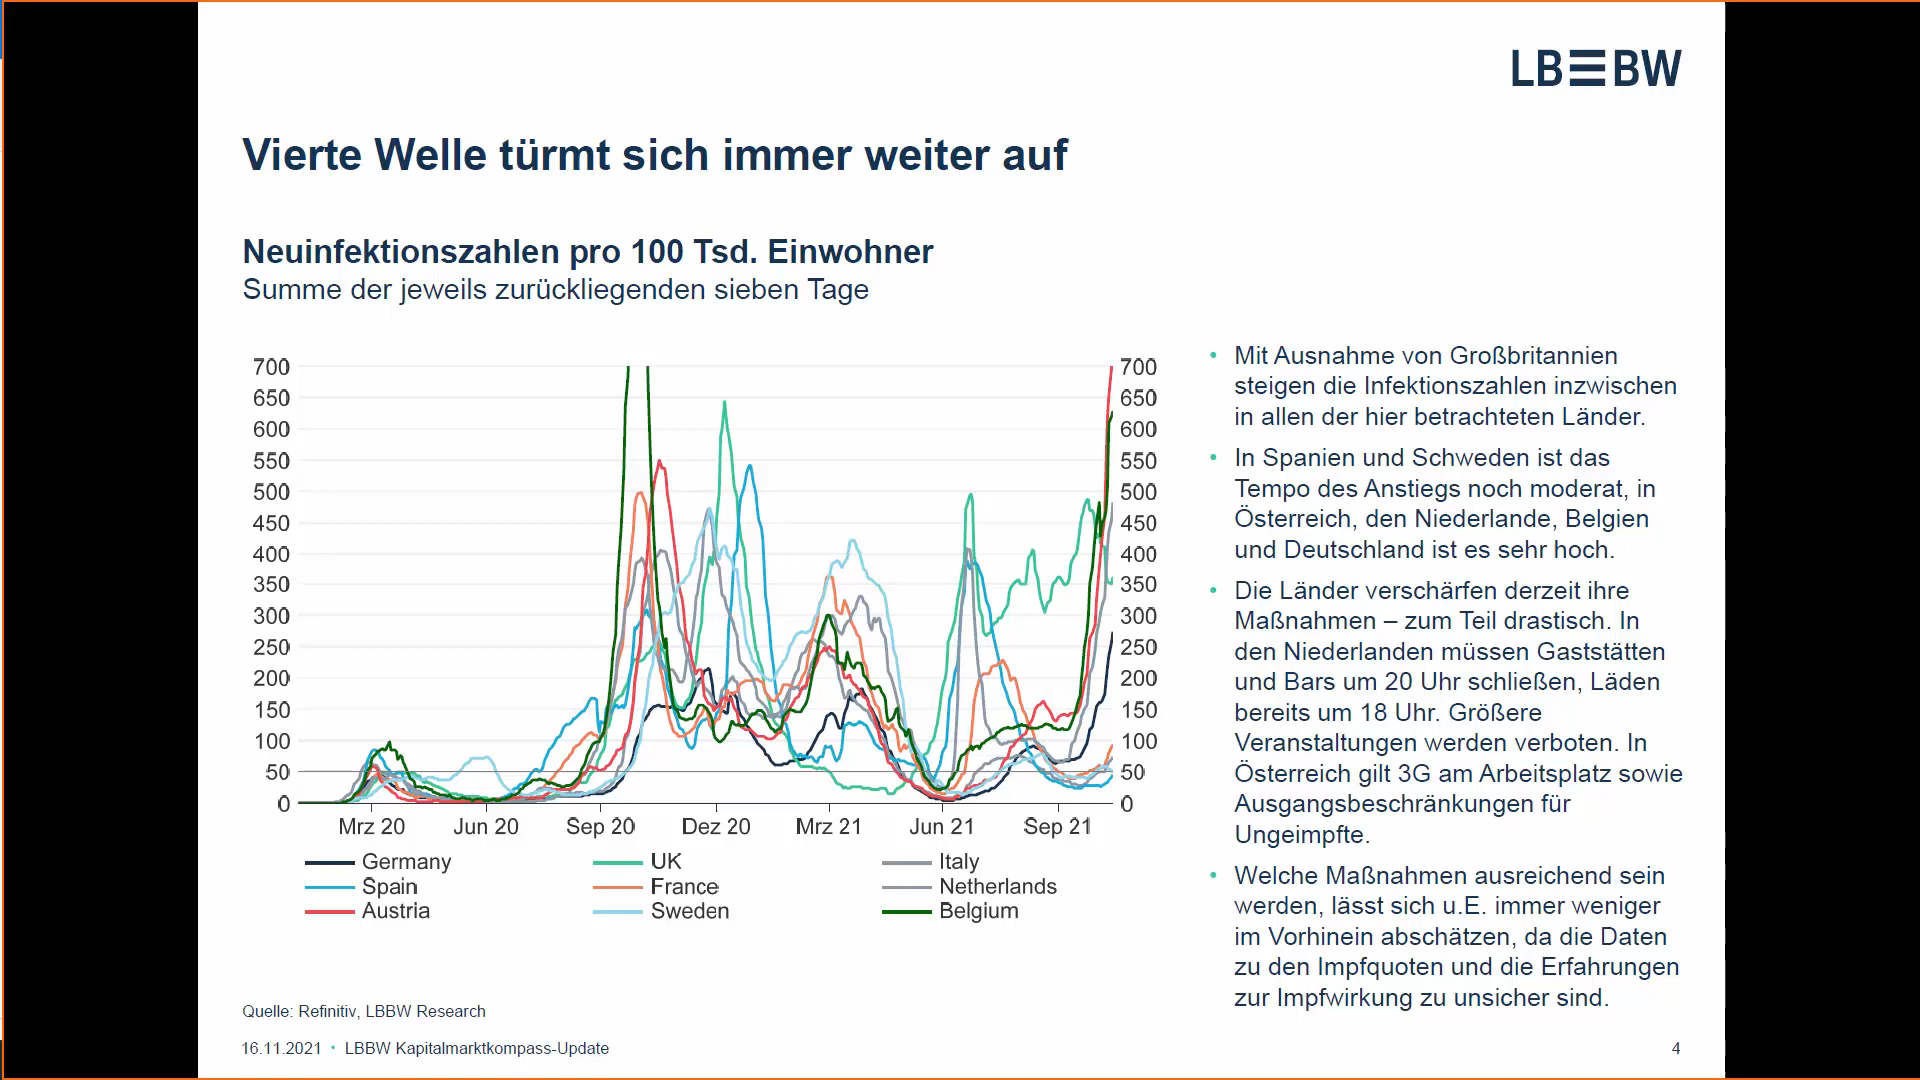 LB≡BW
Vierte Welle türmt sich immer weiter auf
Neuinfektionszahlen pro 100 Tsd. Einwohner
Summe der jeweils zurückliegenden sieben Tage
700 700
650 650
600 600
550 550
500 500
450 450
400 400
350 350
300 300
250 250
200 200
150 150
100 100
50 50
0 0
Mrz 20 Jun 20 Sep 20 Dez 20 Mrz 21 Jun 21 Sep 21
Germany UK Italy
Spain France Netherlands
Austria Sweden Belgium
• Mit Ausnahme von Großbritannien
steigen die Infektionszahlen inzwischen
in allen der hier betrachteten Länder.
• In Spanien und Schweden ist das
Tempo des Anstiegs noch moderat, in
Österreich, den Niederlande, Belgien
und Deutschland ist es sehr hoch.
• Die Länder verschärfen derzeit ihre
Maßnahmen – zum Teil drastisch. In
den Niederlanden müssen Gaststätten
und Bars um 20 Uhr schließen, Läden
bereits um 18 Uhr. Größere
Veranstaltungen werden verboten. In
Österreich gilt 3G am Arbeitsplatz sowie
Ausgangsbeschränkungen für
Ungeimpfte.
• Welche Maßnahmen ausreichend sein
werden, lässt sich u.E. immer weniger
im Vorhinein abschätzen, da die Daten
zu den Impfquoten und die Erfahrungen
zur Impfwirkung zu unsicher sind.
Quelle: Refinitiv, LBBW Research
16.11.2021 • LBBW Kapitalmarktkompass-Update 4